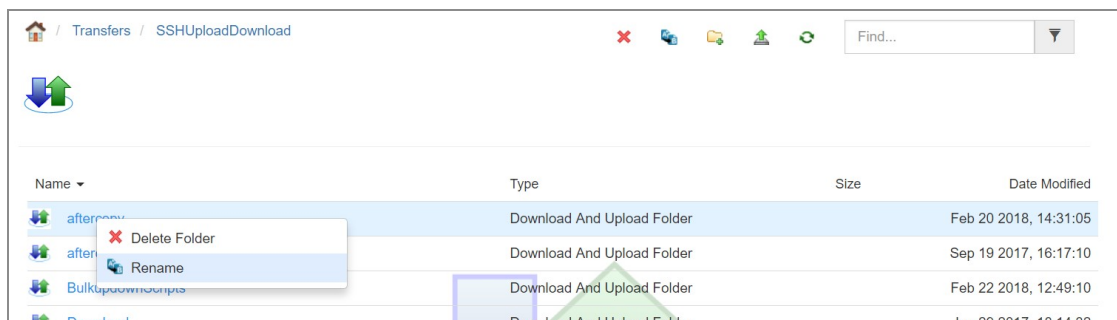 / Transfers / SSHUploadDownload
Find...
Name Type Size Date Modified
aftercopy Download And Upload Folder Feb 20 2018, 14:31:05
Delete Folder
Download And Upload Folder Sep 19 2017, 16:17:10
Rename
BulkupdownScripts Download And Upload Folder Feb 22 2018, 12:49:10